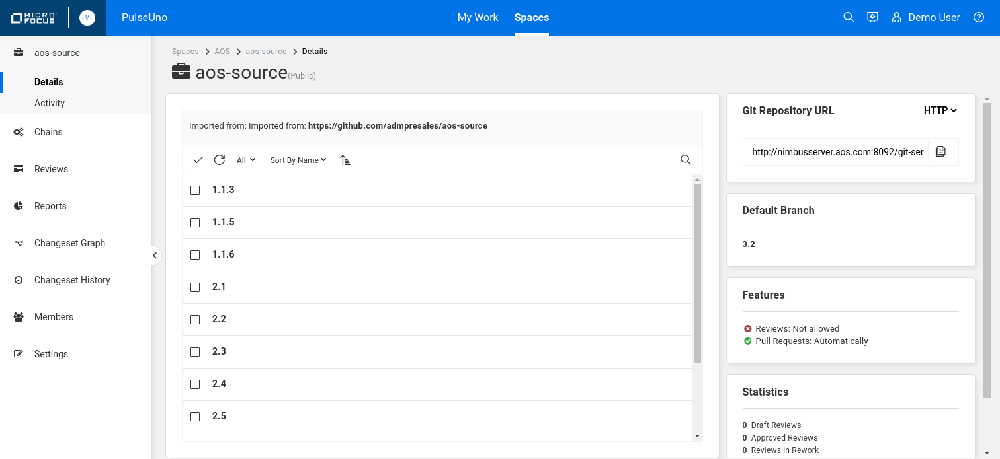 MICRO FOCUS
PulseUno
My Work
Spaces
Demo User
aos-source
Details
Activity
Chains
Reviews
Reports
Changeset Graph
Changeset History
Members
Settings
Spaces > AOS > aos-source > Details
aos-source(Public)
Imported from: Imported from: https://github.com/admpresales/aos-source
All Sort By Name
1.1.3
1.1.5
1.1.6
2.1
2.2
2.3
2.4
2.5
Git Repository URL HTTP
http://nimbusserver.aos.com:8092/git-ser
Default Branch
3.2
Features
Reviews: Not allowed
Pull Requests: Automatically
Statistics
0 Draft Reviews
0 Approved Reviews
0 Reviews in Rework